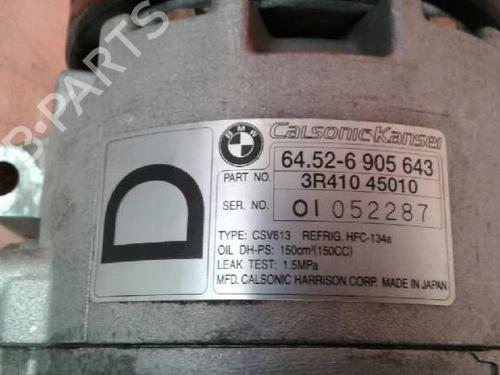 B-PARTS
BMW
CalsonicKansei
64.52-6 905 643
PART NO. 3R410 45010
SER. NO. 01 052287
D
TYPE: CSV613 REFRIG. HFC-134a
OIL DH-PS: 150cm³(150CC)
LEAK TEST: 1.5MPa
MFD. CALSONIC HARRISON CORP. MADE IN JAPAN